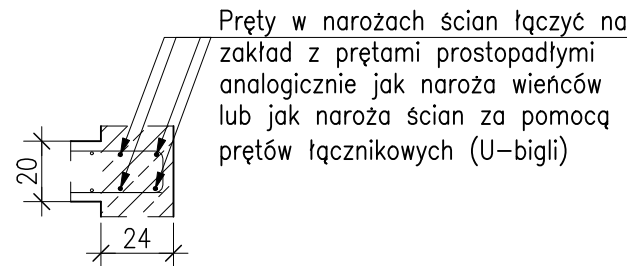 Pręty w narożach ścian łączyć na
zakład z prętami prostopadłymi
analogicznie jak naroża wieńców
lub jak naroża ścian za pomocą
prętów łącznikowych (U-bigli)
20
24